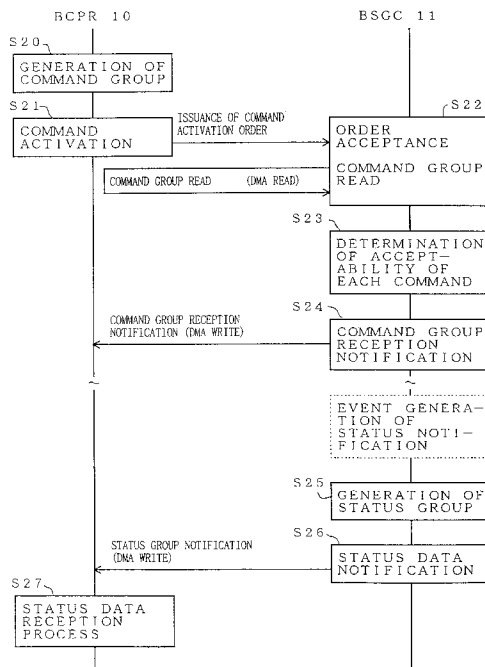 BCPR 10
BSGC 11
S20
GENERATION OF
COMMAND GROUP
S21
COMMAND
ACTIVATION
ISSUANCE OF COMMAND
ACTIVATION ORDER
S22
ORDER
ACCEPTANCE
COMMAND GROUP
READ
COMMAND GROUP READ (DMA READ)
S23
DETERMINATION
OF ACCEPT-
ABILITY OF
EACH COMMAND
S24
COMMAND GROUP RECEPTION
NOTIFICATION (DMA WRITE)
COMMAND GROUP
RECEPTION
NOTIFICATION
~
~
EVENT GENERA-
TION OF
STATUS NOTI-
FICATION
S25
GENERATION OF
STATUS GROUP
S26
STATUS GROUP NOTIFICATION
(DMA WRITE)
STATUS DATA
NOTIFICATION
S27
STATUS DATA
RECEPTION
PROCESS